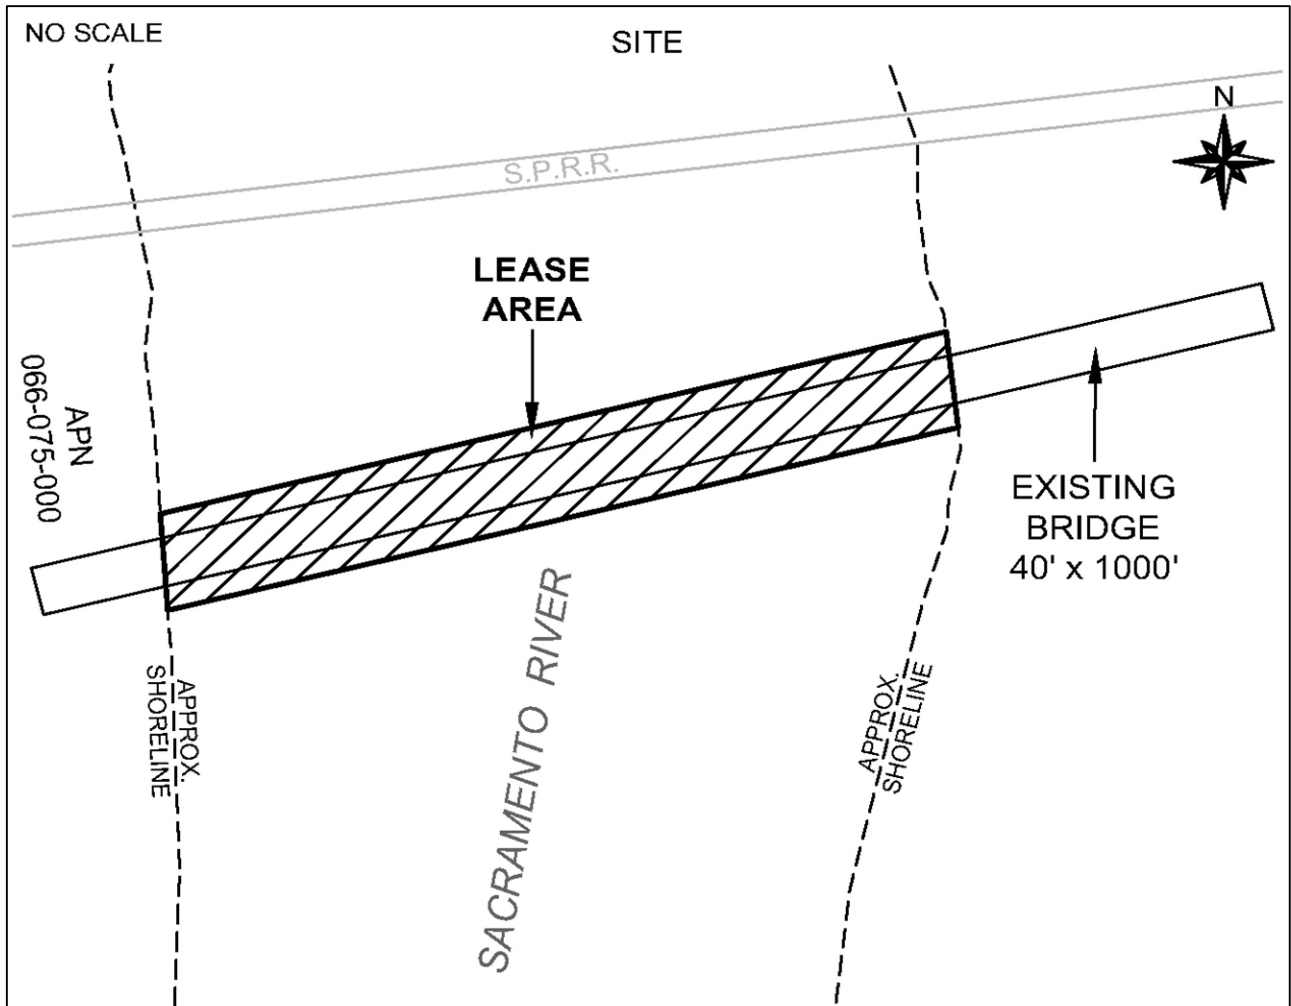 NO SCALE
SITE
N
S.P.R.R.
LEASE
AREA
APN
066-075-000
EXISTING
BRIDGE
40' x 1000'
SACRAMENTO RIVER
APPROX.
SHORELINE
APPROX.
SHORELINE